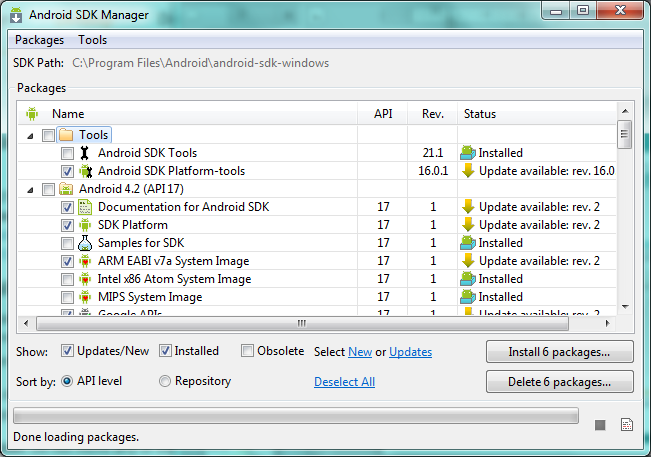 Android SDK Manager
Packages Tools
SDK Path: C:\Program Files\Android\android-sdk-windows
Packages
Name API Rev. Status
Tools
Android SDK Tools 21.1 Installed
Android SDK Platform-tools 16.0.1 Update available: rev. 16.0
Android 4.2 (API 17)
Documentation for Android SDK 17 1 Update available: rev. 2
SDK Platform 17 1 Update available: rev. 2
Samples for SDK 17 1 Installed
ARM EABI v7a System Image 17 1 Update available: rev. 2
Intel x86 Atom System Image 17 1 Installed
MIPS System Image 17 1 Installed
Google APIs 17 1 Update available: rev. 2
Show: Updates/New Installed Obsolete Select New or Updates Install 6 packages...
Sort by: API level Repository Deselect All Delete 6 packages...
Done loading packages.